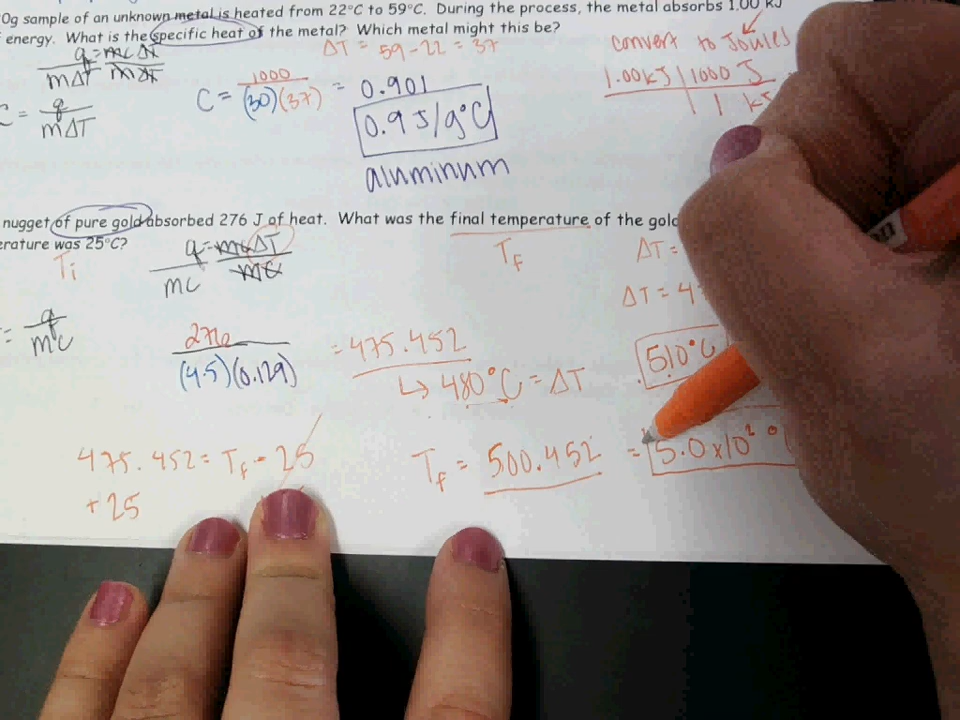 0g sample of an unknown metal is heated from 22°C to 59°C. During the process, the metal absorbs 1.00 kJ
energy. What is the specific heat of the metal? Which metal might this be?
q = mcΔT
mΔT mΔT
ΔT = 59 - 22 = 37
convert to Joules
1.00kJ | 1000 J
1 kJ
C = q
mΔT
C = 1000
(30)(37)
= 0.901
0.9 J/g°C
aluminum
nugget of pure gold absorbed 276 J of heat. What was the final temperature of the gold
erature was 25°C?
Ti
q = mcΔT
mc mc
Tf
ΔT =
ΔT = 4
= q
mc
276
(4.5)(0.129)
= 475.452
↳ 480°C = ΔT
510°C
475.452 = Tf - 25
+ 25
Tf = 500.452 = 5.0 x 10² °